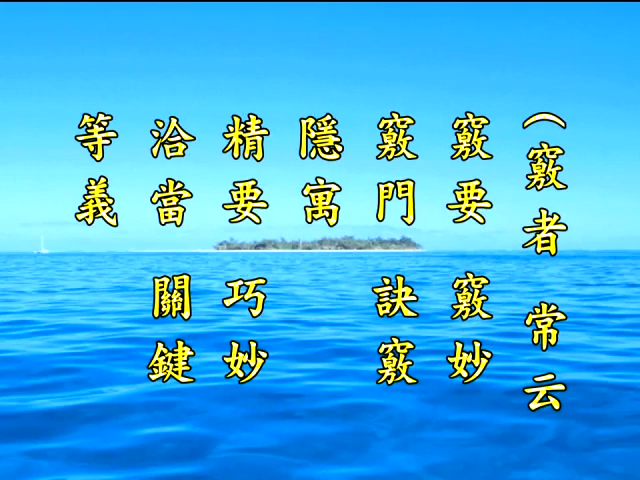 （竅者 常云
竅要 竅妙
竅門 訣竅
隱寓
精要 巧妙
洽當 關鍵
等義